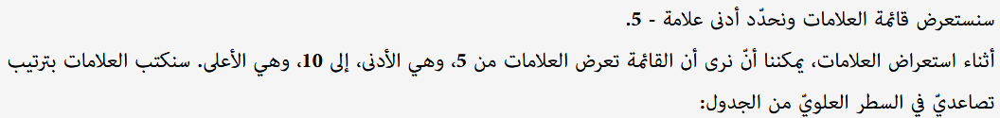 سنستعرض قائمة العلامات ونحدّد أدنى علامة - 5.
أثناء استعراض العلامات، يمكننا أنّ نرى أن القائمة تعرض العلامات من 5، وهي الأدنى، إلى 10، وهي الأعلى. سنكتب العلامات بترتيب
تصاعديّ في السطر العلويّ من الجدول: